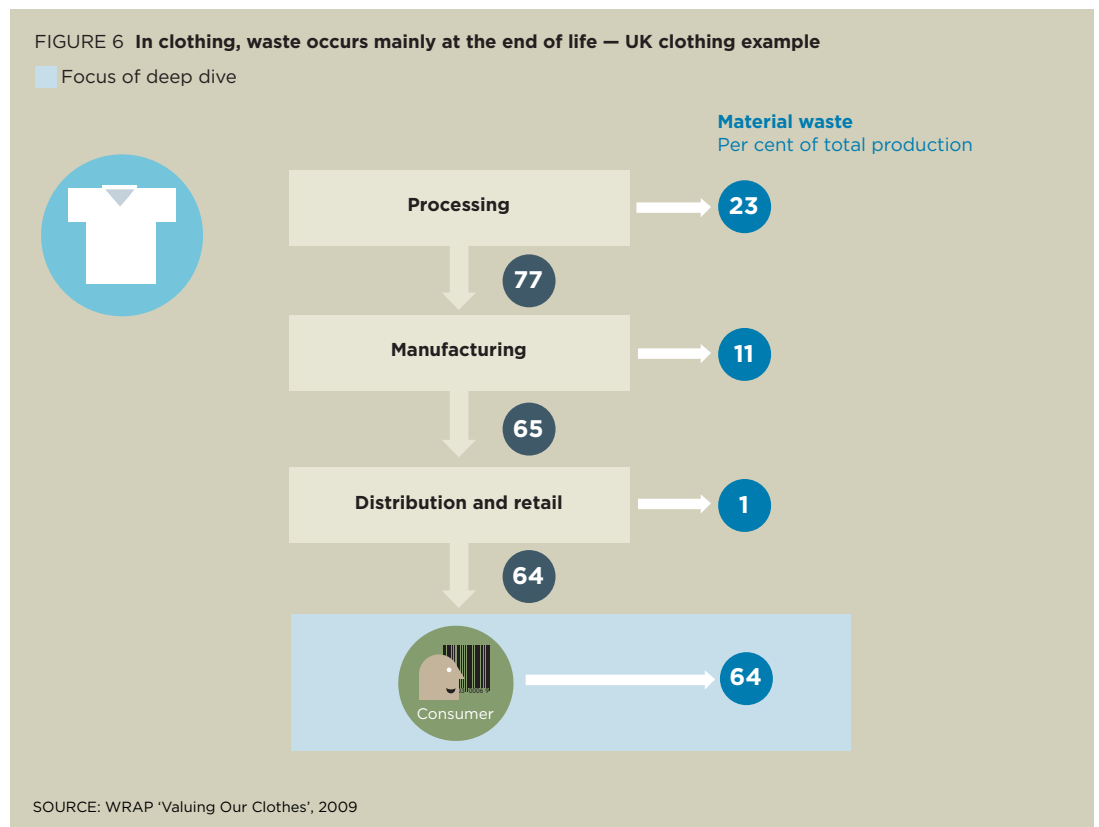 FIGURE 6 In clothing, waste occurs mainly at the end of life — UK clothing example
Focus of deep dive
Material waste
Per cent of total production
Processing
23
77
Manufacturing
11
65
Distribution and retail
1
64
Consumer
64
SOURCE: WRAP ‘Valuing Our Clothes’, 2009